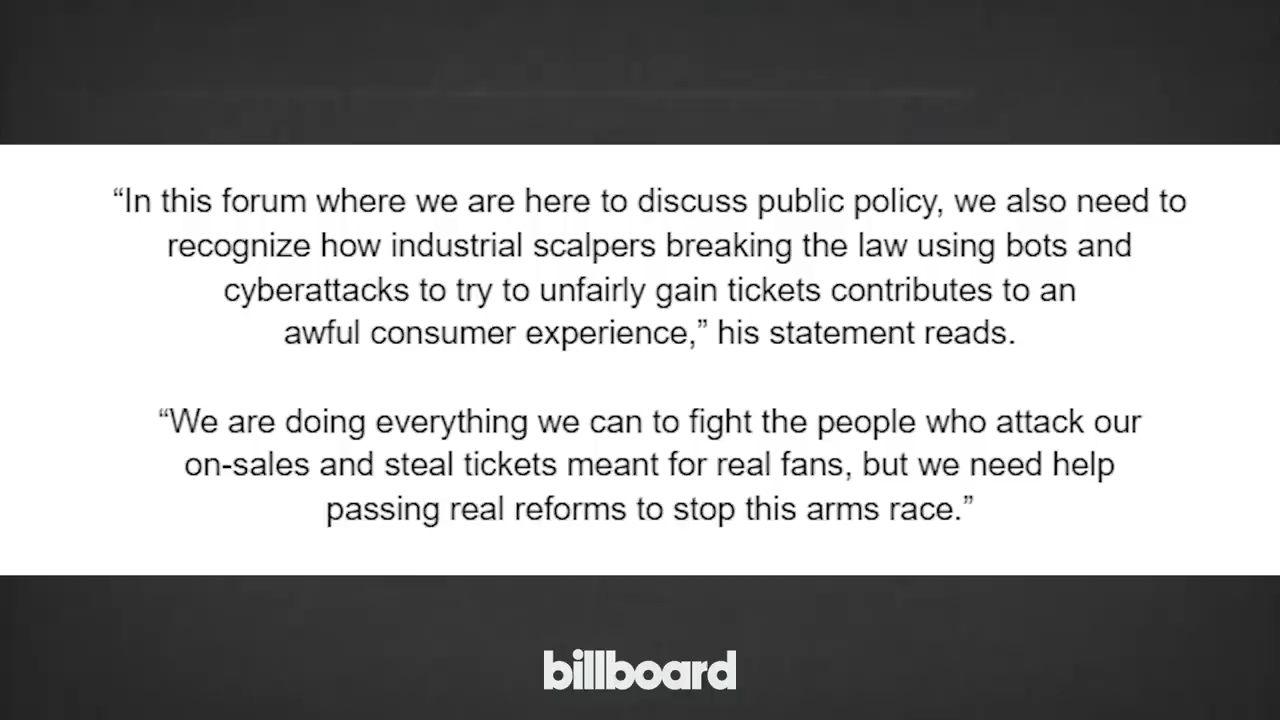 “In this forum where we are here to discuss public policy, we also need to
recognize how industrial scalpers breaking the law using bots and
cyberattacks to try to unfairly gain tickets contributes to an
awful consumer experience,” his statement reads.
“We are doing everything we can to fight the people who attack our
on-sales and steal tickets meant for real fans, but we need help
passing real reforms to stop this arms race.”
billboard